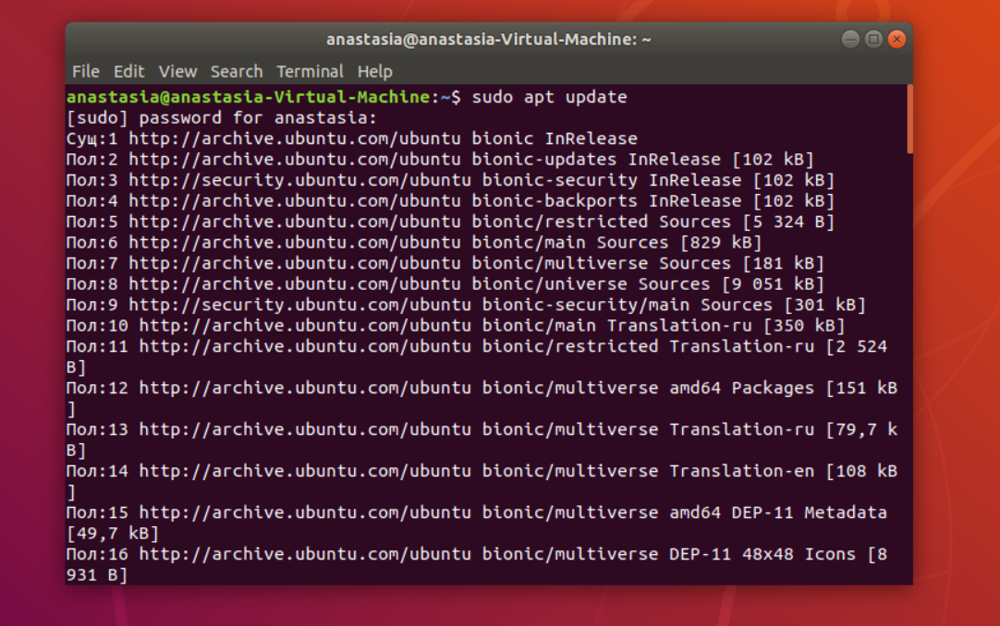 anastasia@anastasia-Virtual-Machine: ~
File Edit View Search Terminal Help
anastasia@anastasia-Virtual-Machine:~$ sudo apt update
[sudo] password for anastasia:
Сущ:1 http://archive.ubuntu.com/ubuntu bionic InRelease
Пол:2 http://archive.ubuntu.com/ubuntu bionic-updates InRelease [102 kB]
Пол:3 http://security.ubuntu.com/ubuntu bionic-security InRelease [102 kB]
Пол:4 http://archive.ubuntu.com/ubuntu bionic-backports InRelease [102 kB]
Пол:5 http://archive.ubuntu.com/ubuntu bionic/restricted Sources [5 324 B]
Пол:6 http://archive.ubuntu.com/ubuntu bionic/main Sources [829 kB]
Пол:7 http://archive.ubuntu.com/ubuntu bionic/multiverse Sources [181 kB]
Пол:8 http://archive.ubuntu.com/ubuntu bionic/universe Sources [9 051 kB]
Пол:9 http://security.ubuntu.com/ubuntu bionic-security/main Sources [301 kB]
Пол:10 http://archive.ubuntu.com/ubuntu bionic/main Translation-ru [350 kB]
Пол:11 http://archive.ubuntu.com/ubuntu bionic/restricted Translation-ru [2 524
B]
Пол:12 http://archive.ubuntu.com/ubuntu bionic/multiverse amd64 Packages [151 kB
]
Пол:13 http://archive.ubuntu.com/ubuntu bionic/multiverse Translation-ru [79,7 k
B]
Пол:14 http://archive.ubuntu.com/ubuntu bionic/multiverse Translation-en [108 kB
]
Пол:15 http://archive.ubuntu.com/ubuntu bionic/multiverse amd64 DEP-11 Metadata
[49,7 kB]
Пол:16 http://archive.ubuntu.com/ubuntu bionic/multiverse DEP-11 48x48 Icons [8
931 B]